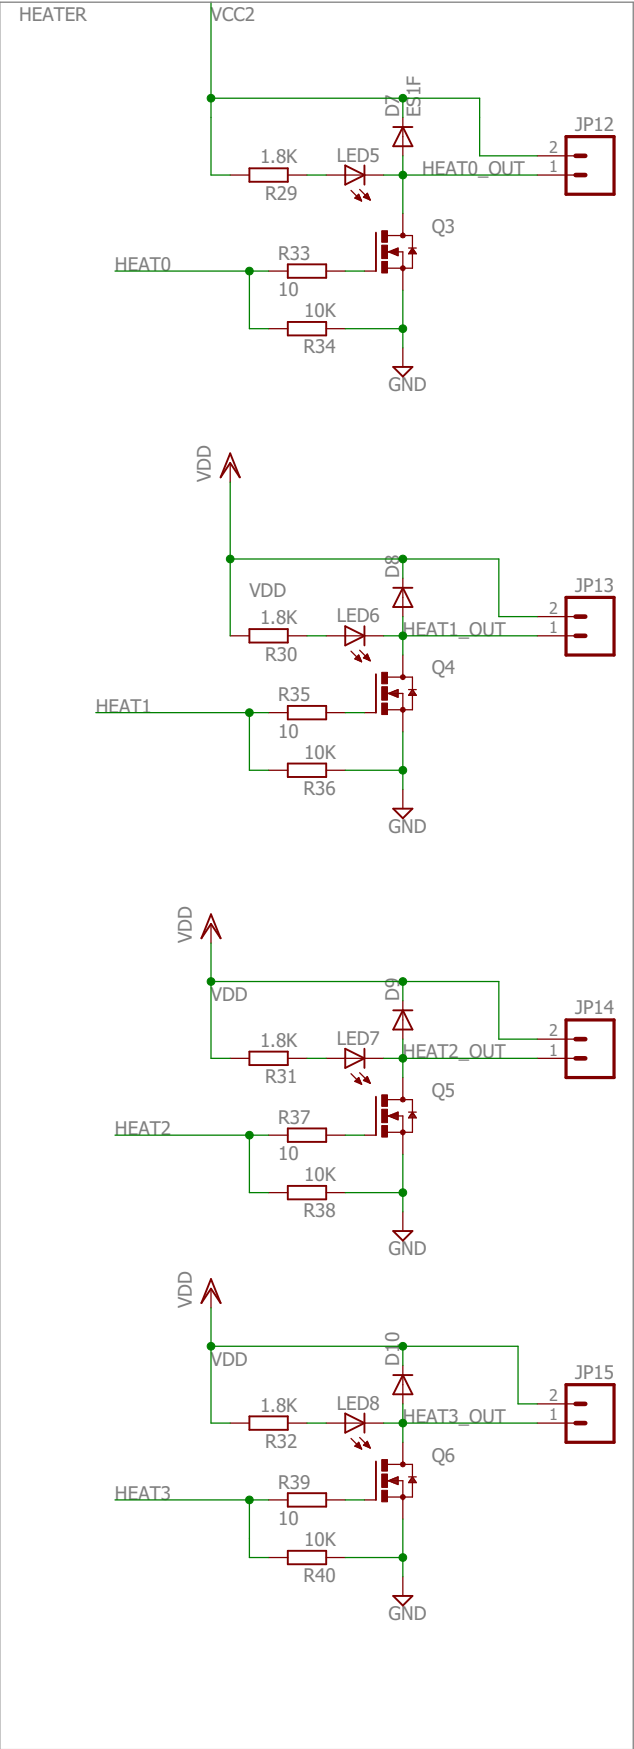 HEATER
VCC2
D7
ES1F
JP12
1.8K
LED5
2
HEAT0_OUT
1
R29
Q3
R33
HEAT0
10
10K
R34
GND
VDD
D8
JP13
VDD
2
1.8K
LED6
HEAT1_OUT
1
R30
Q4
R35
HEAT1
10
10K
R36
GND
VDD
D9
VDD
JP14
2
1.8K
LED7
HEAT2_OUT
1
R31
Q5
R37
HEAT2
10
10K
R38
GND
VDD
D10
VDD
JP15
2
1.8K
LED8
HEAT3_OUT
1
R32
Q6
R39
HEAT3
10
10K
R40
GND